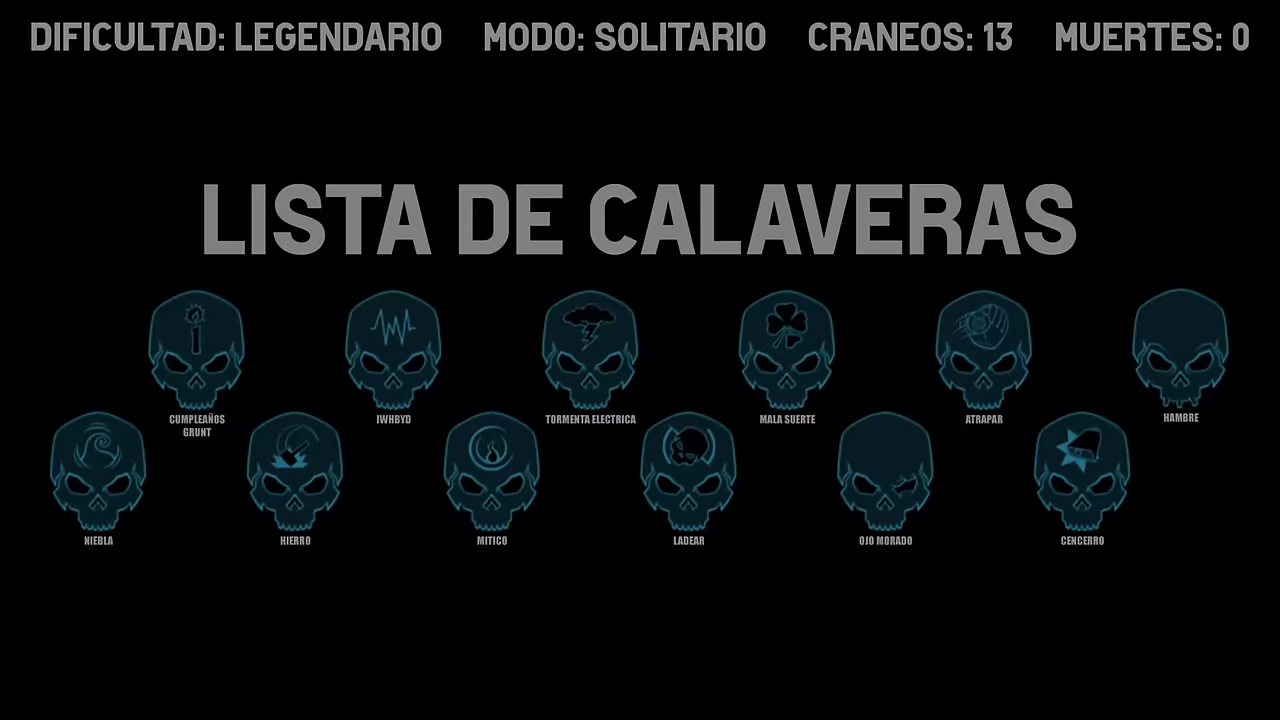 DIFICULTAD: LEGENDARIO MODO: SOLITARIO CRANEOS: 13 MUERTES: 0
LISTA DE CALAVERAS
CUMPLEAÑOS GRUNT
IWHBYD
TORMENTA ELECTRICA
MALA SUERTE
ATRAPAR
HAMBRE
NIEBLA
HIERRO
MITICO
LADEAR
OJO MORADO
CENCERRO